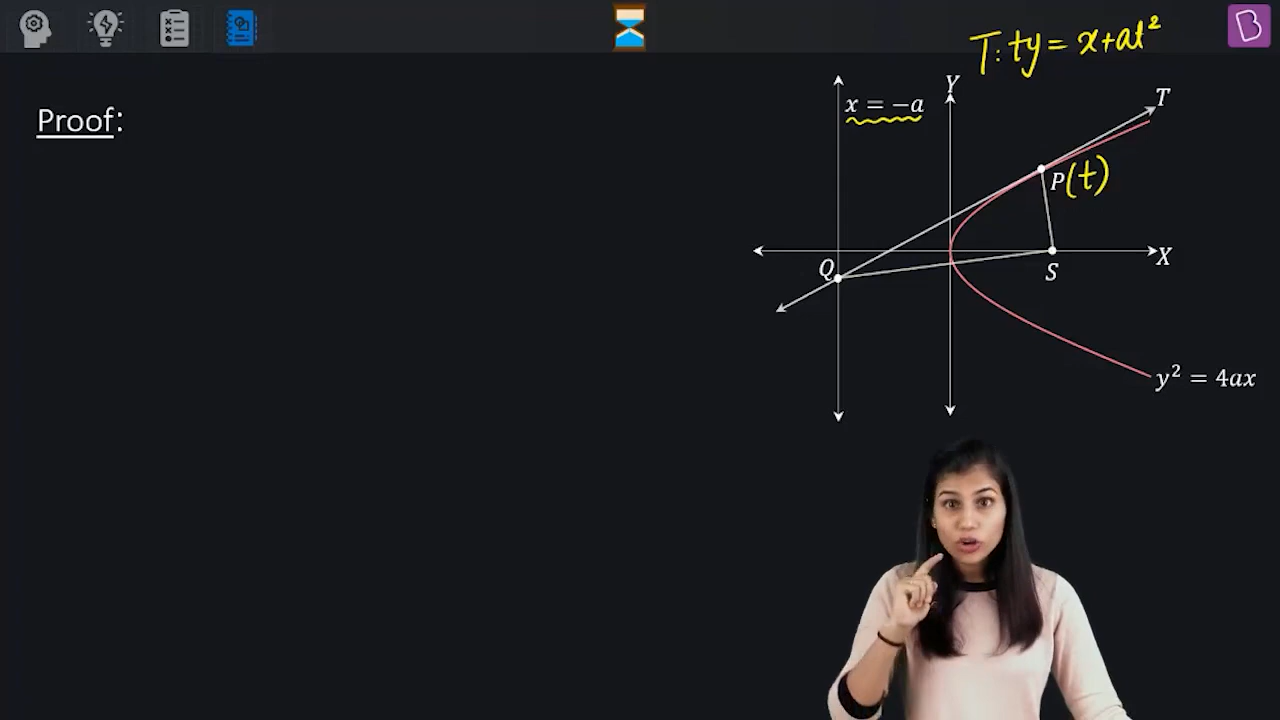 T: ty = x + at²
Proof:
x = −a
Y
T
P(t)
X
Q
S
y² = 4ax
B